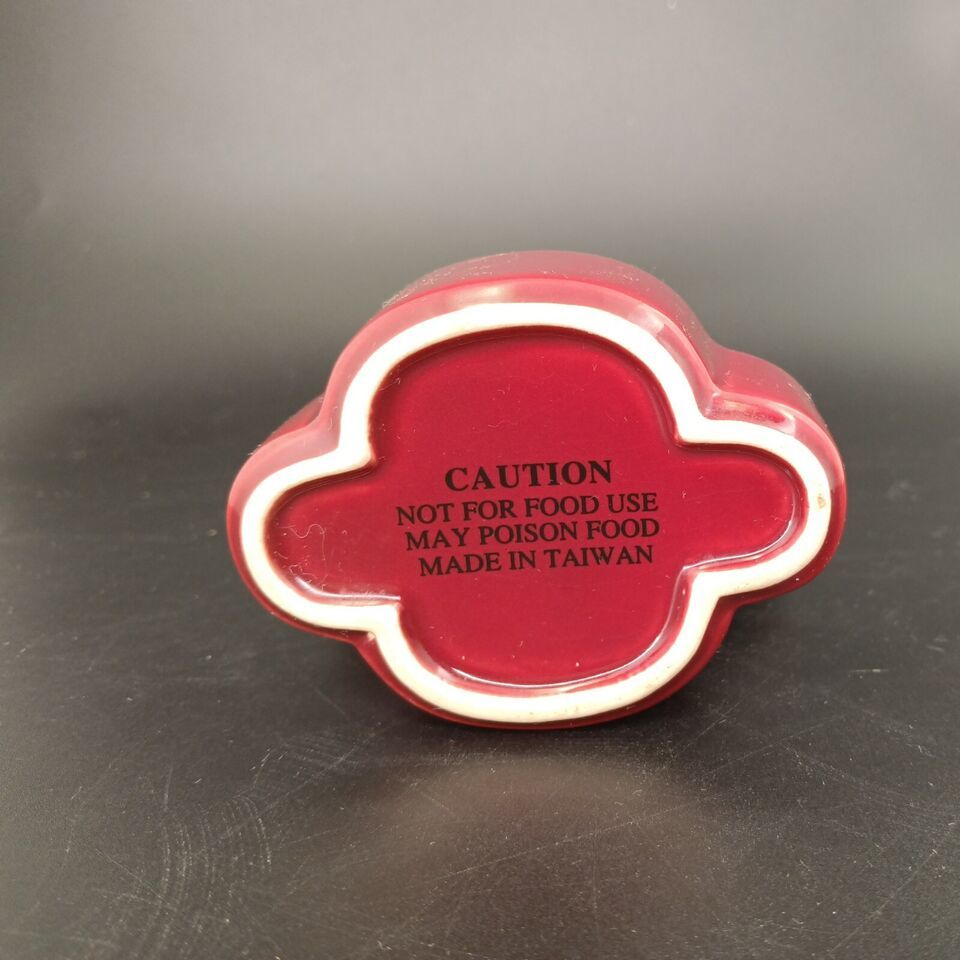 CAUTION
NOT FOR FOOD USE
MAY POISON FOOD
MADE IN TAIWAN